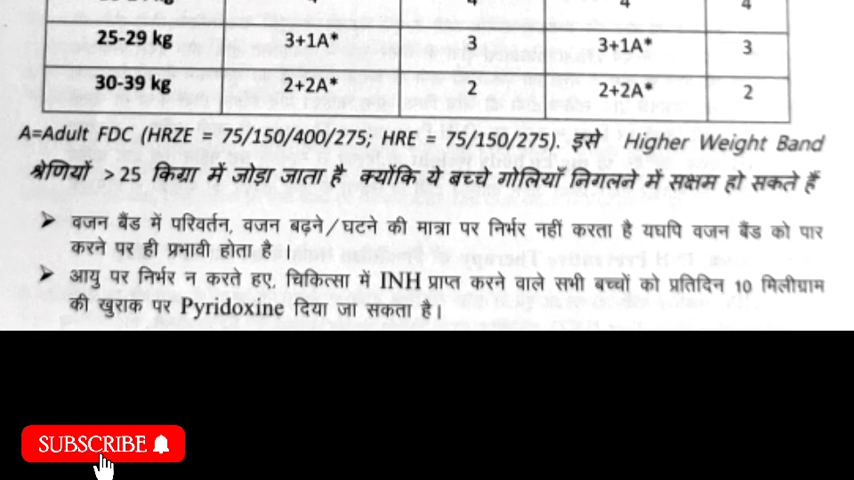 4 4
25-29 kg 3+1A* 3 3+1A* 3
30-39 kg 2+2A* 2 2+2A* 2
A=Adult FDC (HRZE = 75/150/400/275; HRE = 75/150/275). इसे Higher Weight Band
श्रेणियों >25 किग्रा में जोड़ा जाता है क्योंकि ये बच्चे गोलियाँ निगलने में सक्षम हो सकते हैं
➤ वजन बैंड में परिवर्तन, वजन बढ़ने/घटने की मात्रा पर निर्भर नहीं करता है यघपि वजन बैंड को पार
करने पर ही प्रभावी होता है।
➤ आयु पर निर्भर न करते हए, चिकित्सा में INH प्राप्त करने वाले सभी बच्चों को प्रतिदिन 10 मिलीग्राम
की खुराक पर Pyridoxine दिया जा सकता है।
SUBSCRIBE